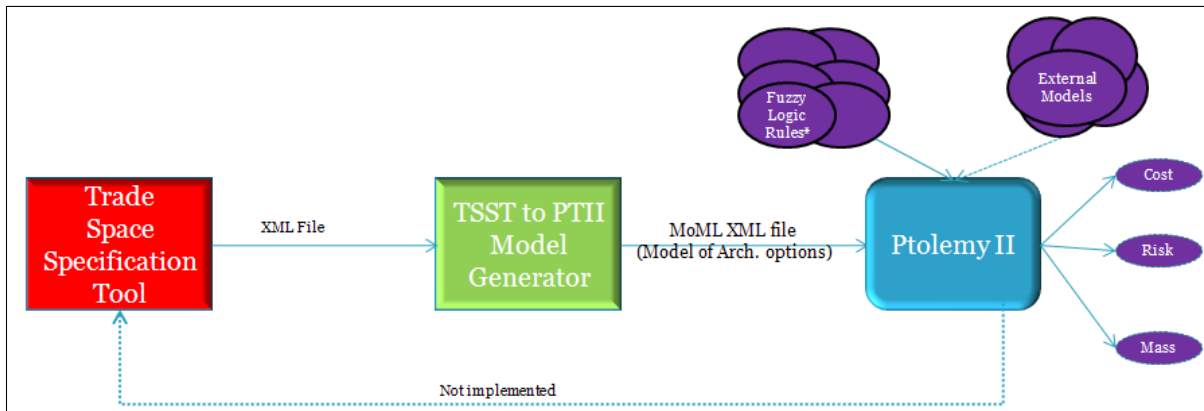 Fuzzy
Logic
Rules*
External
Models
Trade
Space
Specification
Tool
XML File
TSST to PTII
Model
Generator
MoML XML file
(Model of Arch. options)
Ptolemy II
Cost
Risk
Mass
Not implemented